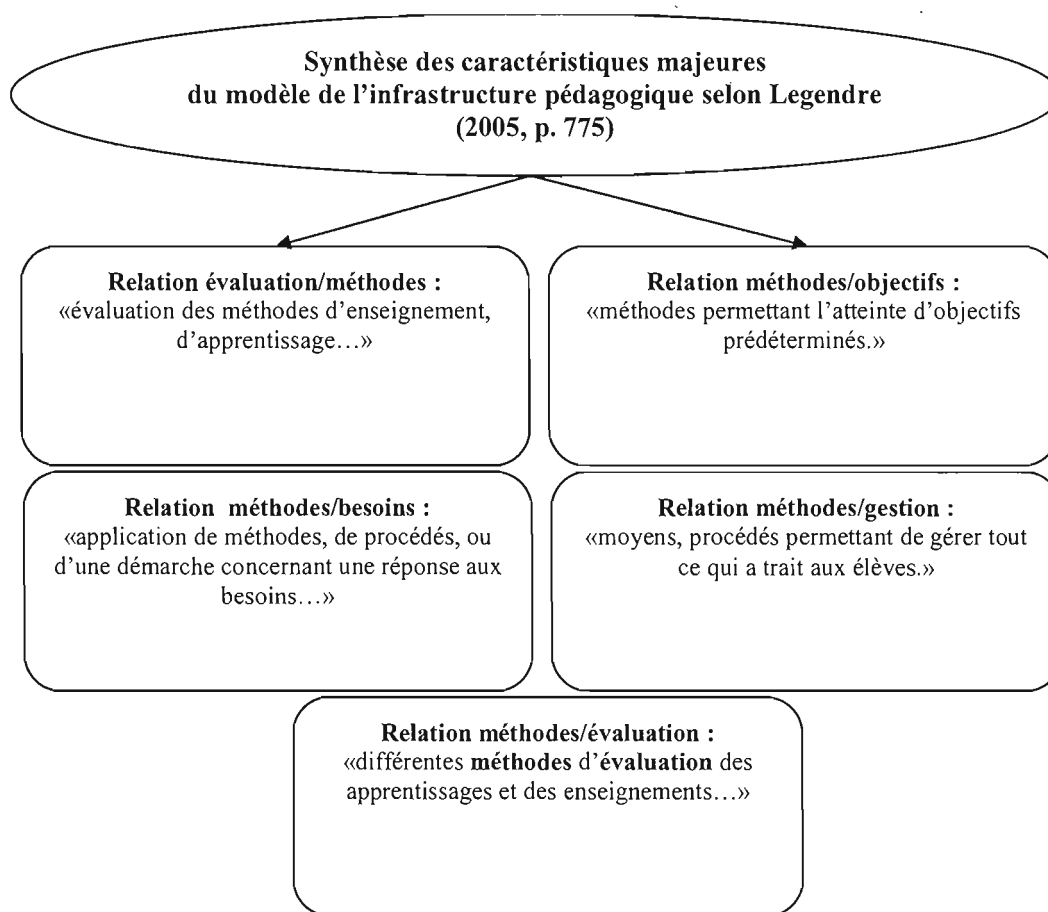 Synthèse des caractéristiques majeures
du modèle de l'infrastructure pédagogique selon Legendre
(2005, p. 775)
Relation évaluation/méthodes :
«évaluation des méthodes d'enseignement,
d'apprentissage…»
Relation méthodes/objectifs :
«méthodes permettant l'atteinte d'objectifs
prédéterminés.»
Relation méthodes/besoins :
«application de méthodes, de procédés, ou
d'une démarche concernant une réponse aux
besoins…»
Relation méthodes/gestion :
«moyens, procédés permettant de gérer tout
ce qui a trait aux élèves.»
Relation méthodes/évaluation :
«différentes méthodes d'évaluation des
apprentissages et des enseignements…»